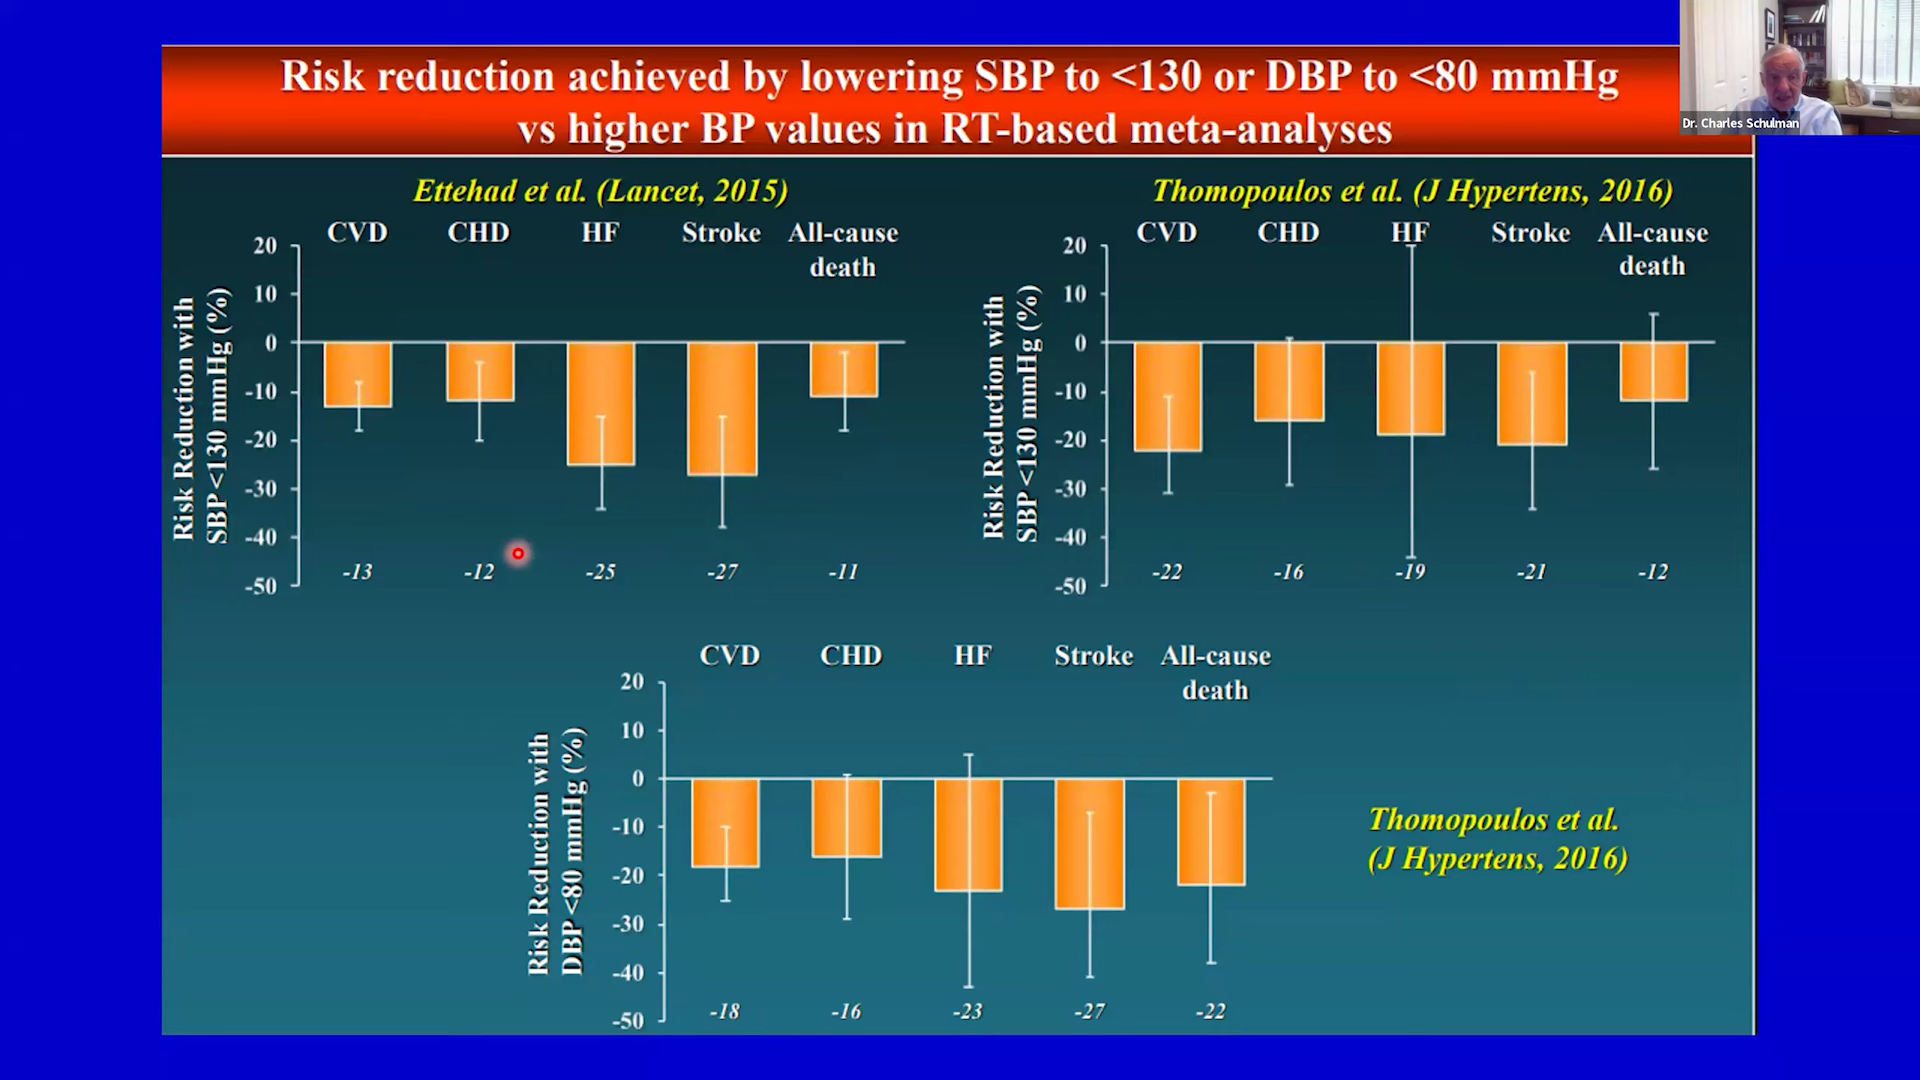 Risk reduction achieved by lowering SBP to <130 or DBP to <80 mmHg
vs higher BP values in RT-based meta-analyses
Dr. Charles Schulman
Ettehad et al. (Lancet, 2015)
CVD CHD HF Stroke All-cause
death
Risk Reduction with
SBP <130 mmHg (%)
20
10
0
-10
-20
-30
-40
-50
-13 -12 -25 -27 -11
Thomopoulos et al. (J Hypertens, 2016)
CVD CHD HF Stroke All-cause
death
Risk Reduction with
SBP <130 mmHg (%)
20
10
0
-10
-20
-30
-40
-50
-22 -16 -19 -21 -12
CVD CHD HF Stroke All-cause
death
Risk Reduction with
DBP <80 mmHg (%)
20
10
0
-10
-20
-30
-40
-50
-18 -16 -23 -27 -22
Thomopoulos et al.
(J Hypertens, 2016)